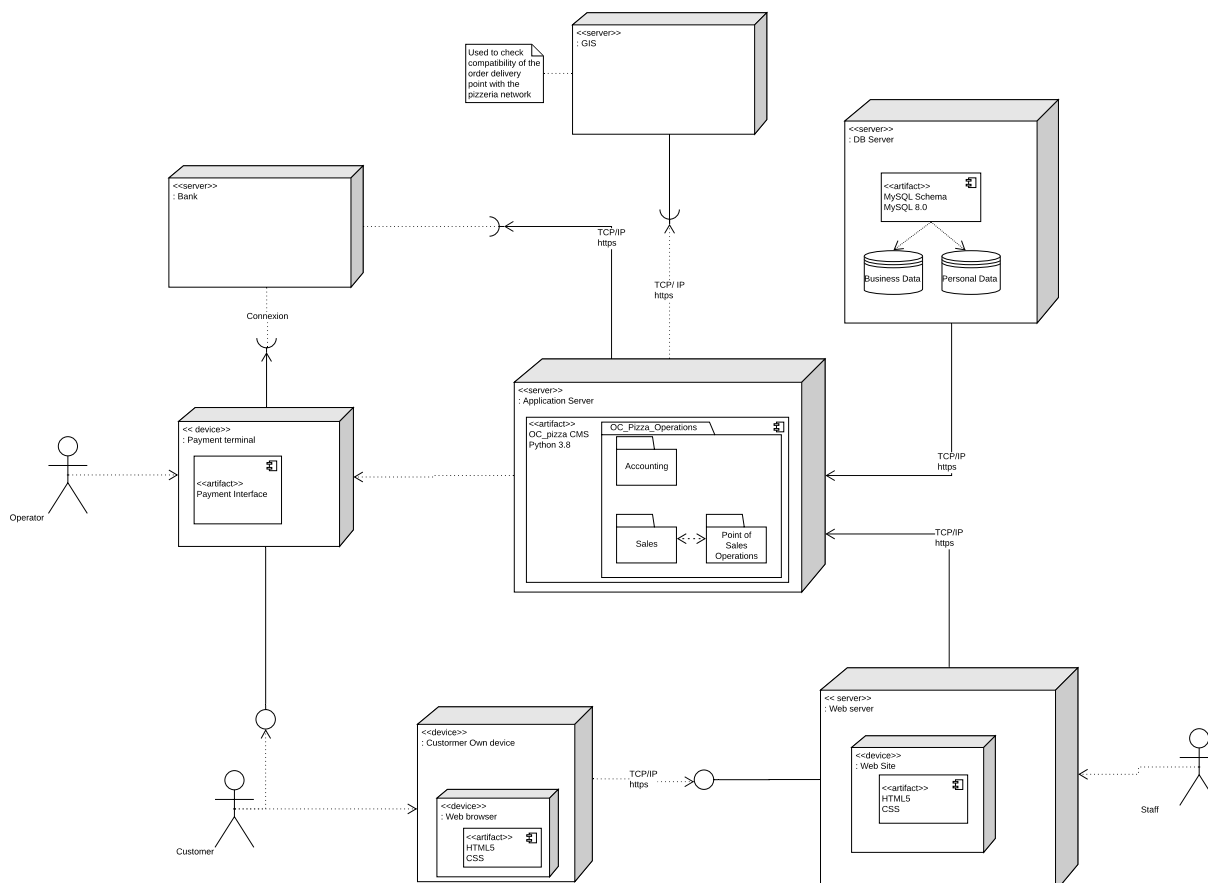 <<server>>
: GIS
Used to check
compatibility of the
order delivery
point with the
pizzeria network
<<server>>
: DB Server
<<artifact>>
MySQL Schema
MySQL 8.0
Business Data
Personal Data
<<server>>
: Bank
TCP/IP
https
TCP/ IP
https
Connexion
<<server>>
: Application Server
<<artifact>>
OC_pizza CMS
Python 3.8
OC_Pizza_Operations
Accounting
Sales
Point of
Sales
Operations
<< device>>
: Payment terminal
<<artifact>>
Payment Interface
Operator
TCP/IP
https
TCP/IP
https
<< server>>
: Web server
<<device>>
: Web Site
<<artifact>>
HTML5
CSS
Staff
<<device>>
: Custormer Own device
<<device>>
: Web browser
<<artifact>>
HTML5
CSS
TCP/IP
https
Customer